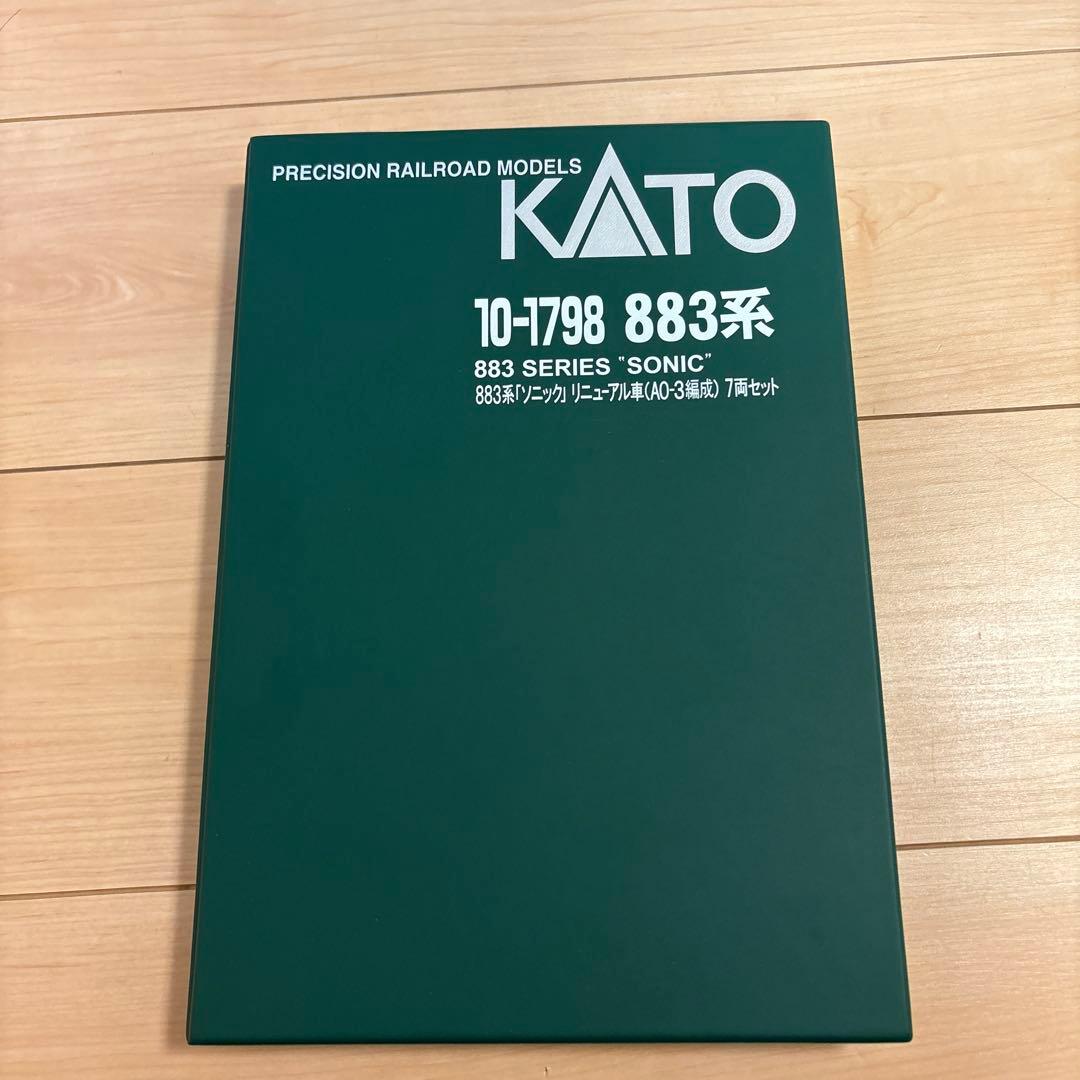 PRECISION RAILROAD MODELS
KATO
10-1798 883系
883 SERIES "SONIC"
883系「ソニック」リニューアル車(AO-3編成) 7両セット